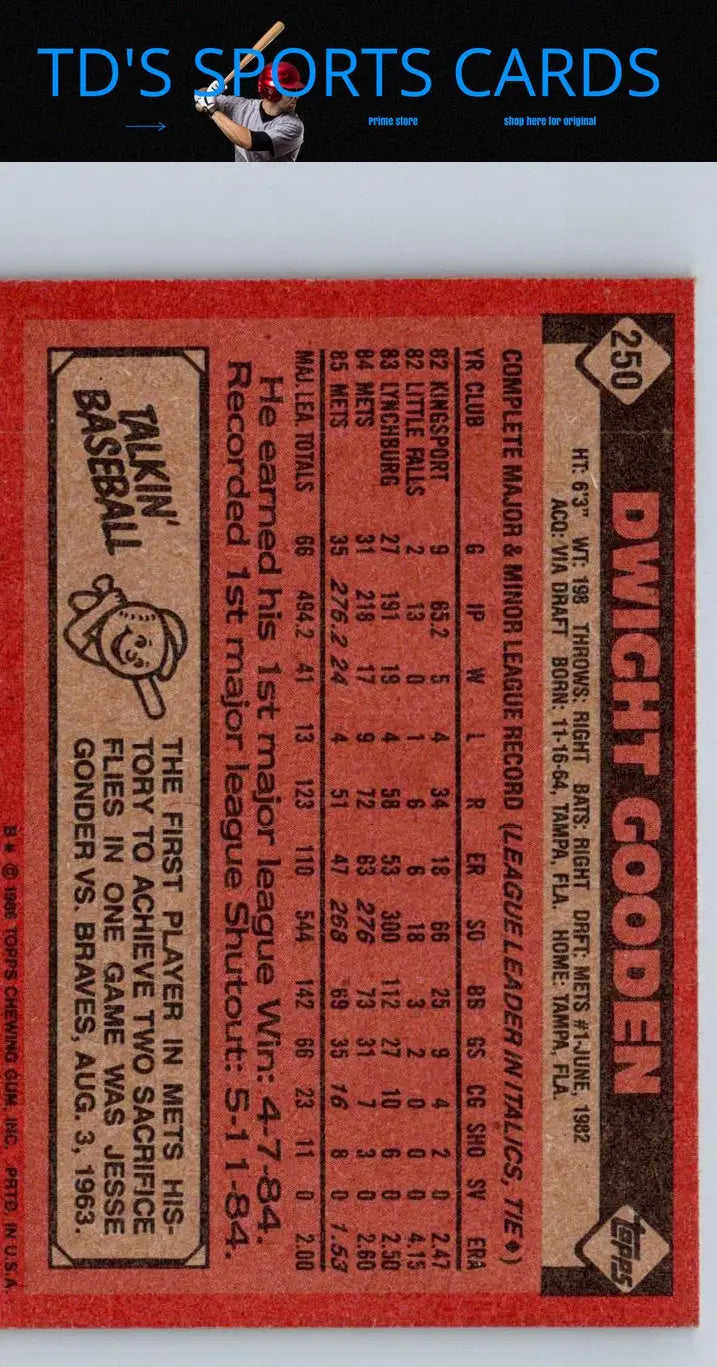 TD'S SPORTS CARDS
Prime store
shop here for original
250
DWIGHT GOODEN
topps
HT: 6'3" WT: 198 THROWS: RIGHT BATS: RIGHT DRFT: METS #1-JUNE, 1982
ACQ: VIA DRAFT BORN: 11-16-64, TAMPA, FLA. HOME: TAMPA, FLA.
COMPLETE MAJOR & MINOR LEAGUE RECORD (LEAGUE LEADER IN ITALICS, TIE ♦)
YR CLUB G IP W L R ER SO BB GS CG SHO SV ERA
82 KINGSPORT 9 65.2 5 4 34 18 66 25 9 4 2 0 2.47
82 LITTLE FALLS 2 13 0 1 6 6 18 3 2 0 0 0 4.15
83 LYNCHBURG 27 191 19 4 58 53 300 112 27 10 6 0 2.50
84 METS 31 218 17 9 72 63 276 73 31 7 3 0 2.60
85 METS 35 276.2 24 4 51 47 268 69 35 16 8 0 1.53
MAJ. LEA. TOTALS 66 494.2 41 13 123 110 544 142 66 23 11 0 2.00
He earned his 1st major league Win: 4-7-84.
Recorded 1st major league Shutout: 5-11-84.
TALKIN'
BASEBALL
THE FIRST PLAYER IN METS HIS-
TORY TO ACHIEVE TWO SACRIFICE
FLIES IN ONE GAME WAS JESSE
GONDER VS. BRAVES, AUG. 3, 1963.
B* © 1986 TOPPS CHEWING GUM, INC. PRTD. IN U.S.A.